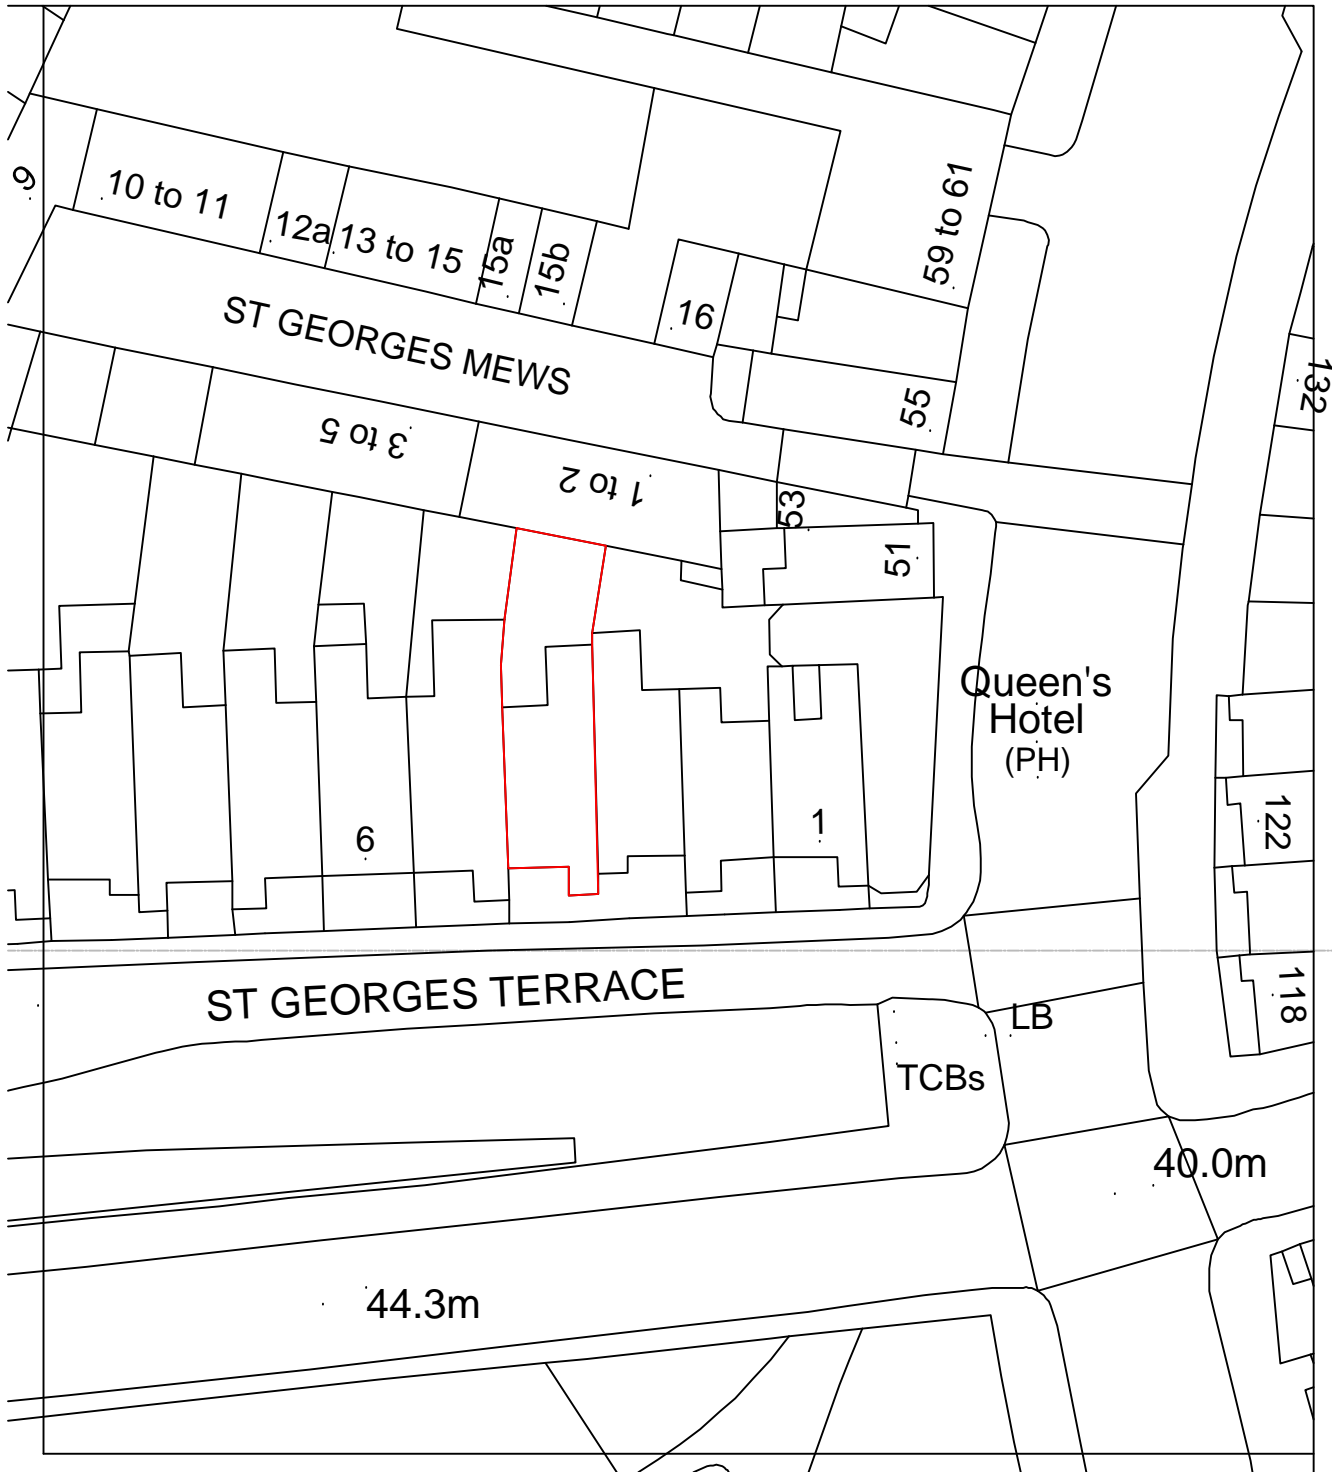 9
10 to 11
12a
13 to 15
15a
15b
16
59 to 61
55
132
ST GEORGES MEWS
3 to 5
1 to 2
53
51
Queen's
Hotel
(PH)
6
1
122
118
ST GEORGES TERRACE
LB
TCBs
40.0m
44.3m